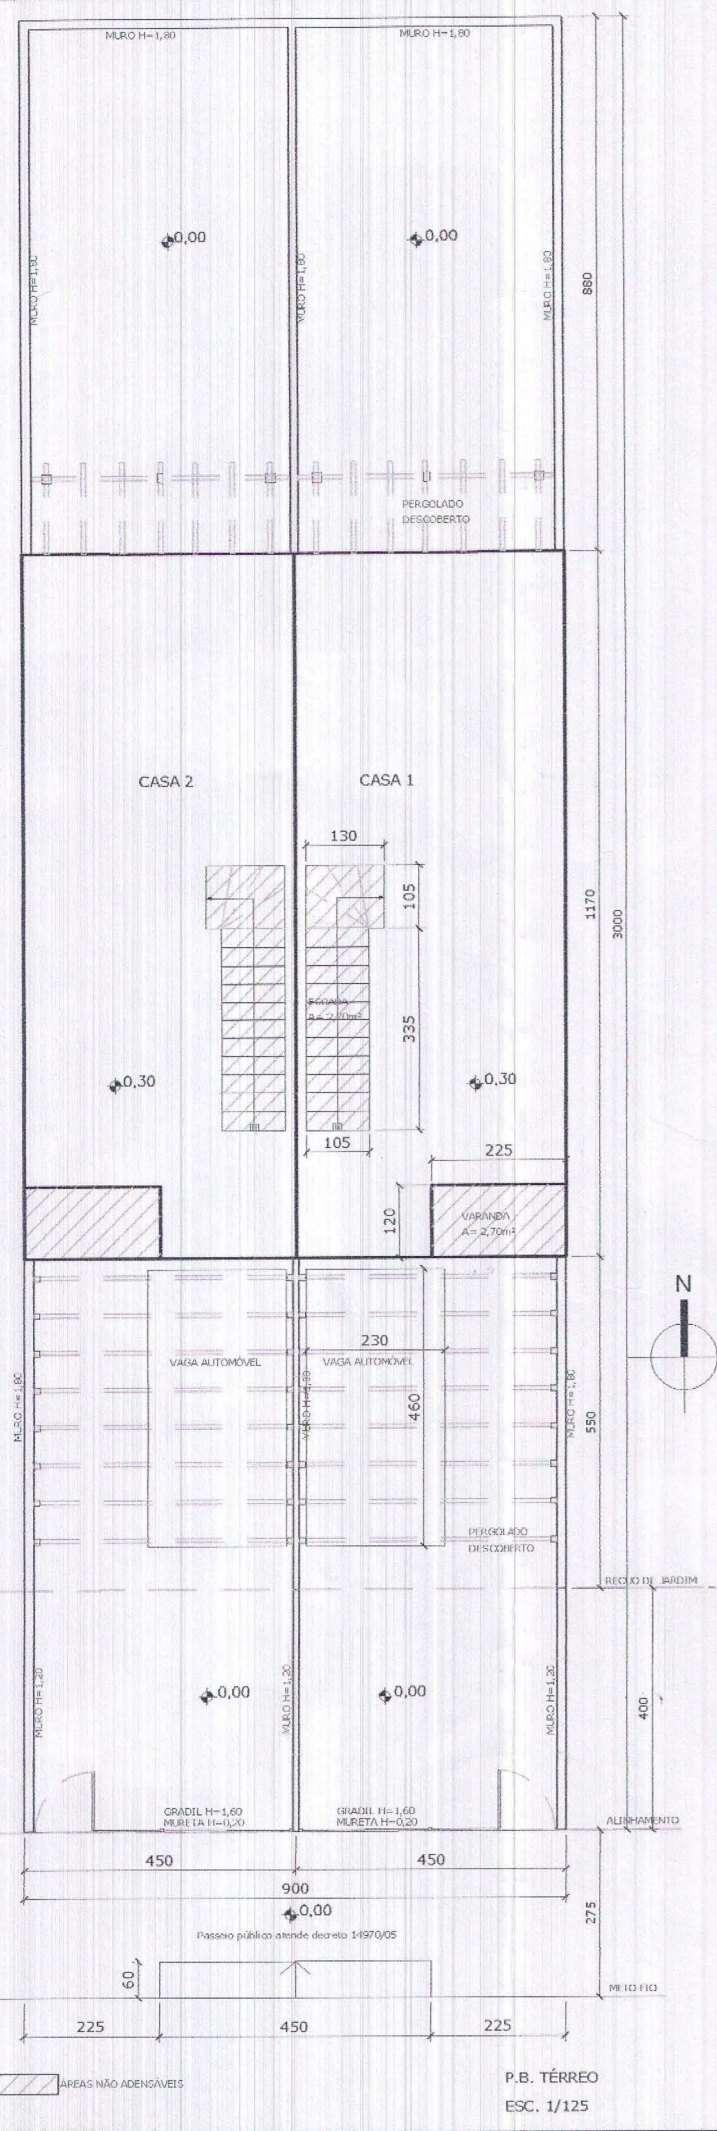 MURO H=1,80
MURO H=1,80
0,00
0,00
MURO H=1,80
MURO H=1,80
MURO H=1,80
880
PERGOLADO
DESCOBERTO
CASA 2
CASA 1
130
105
1170
3000
A= 2,70m²
335
0,30
0,30
105
225
120
VARANDA
A= 2,70m²
N
230
VAGA AUTOMÓVEL
VAGA AUTOMÓVEL
MURO H=1,80
MURO H=1,80
MURO H=1,80
460
550
PERGOLADO
DESCOBERTO
RECUO DE JARDIM
MURO H=1,20
0,00
MURO H=1,20
0,00
MURO H=1,20
400
GRADIL H=1,60
MURETA H=0,20
GRADIL H=1,60
MURETA H=0,20
ALINHAMENTO
450
450
900
0,00
275
Passeio público atende decreto 14970/05
60
MEIO FIO
225
450
225
ÁREAS NÃO ADENSÁVEIS
P.B. TÉRREO
ESC. 1/125